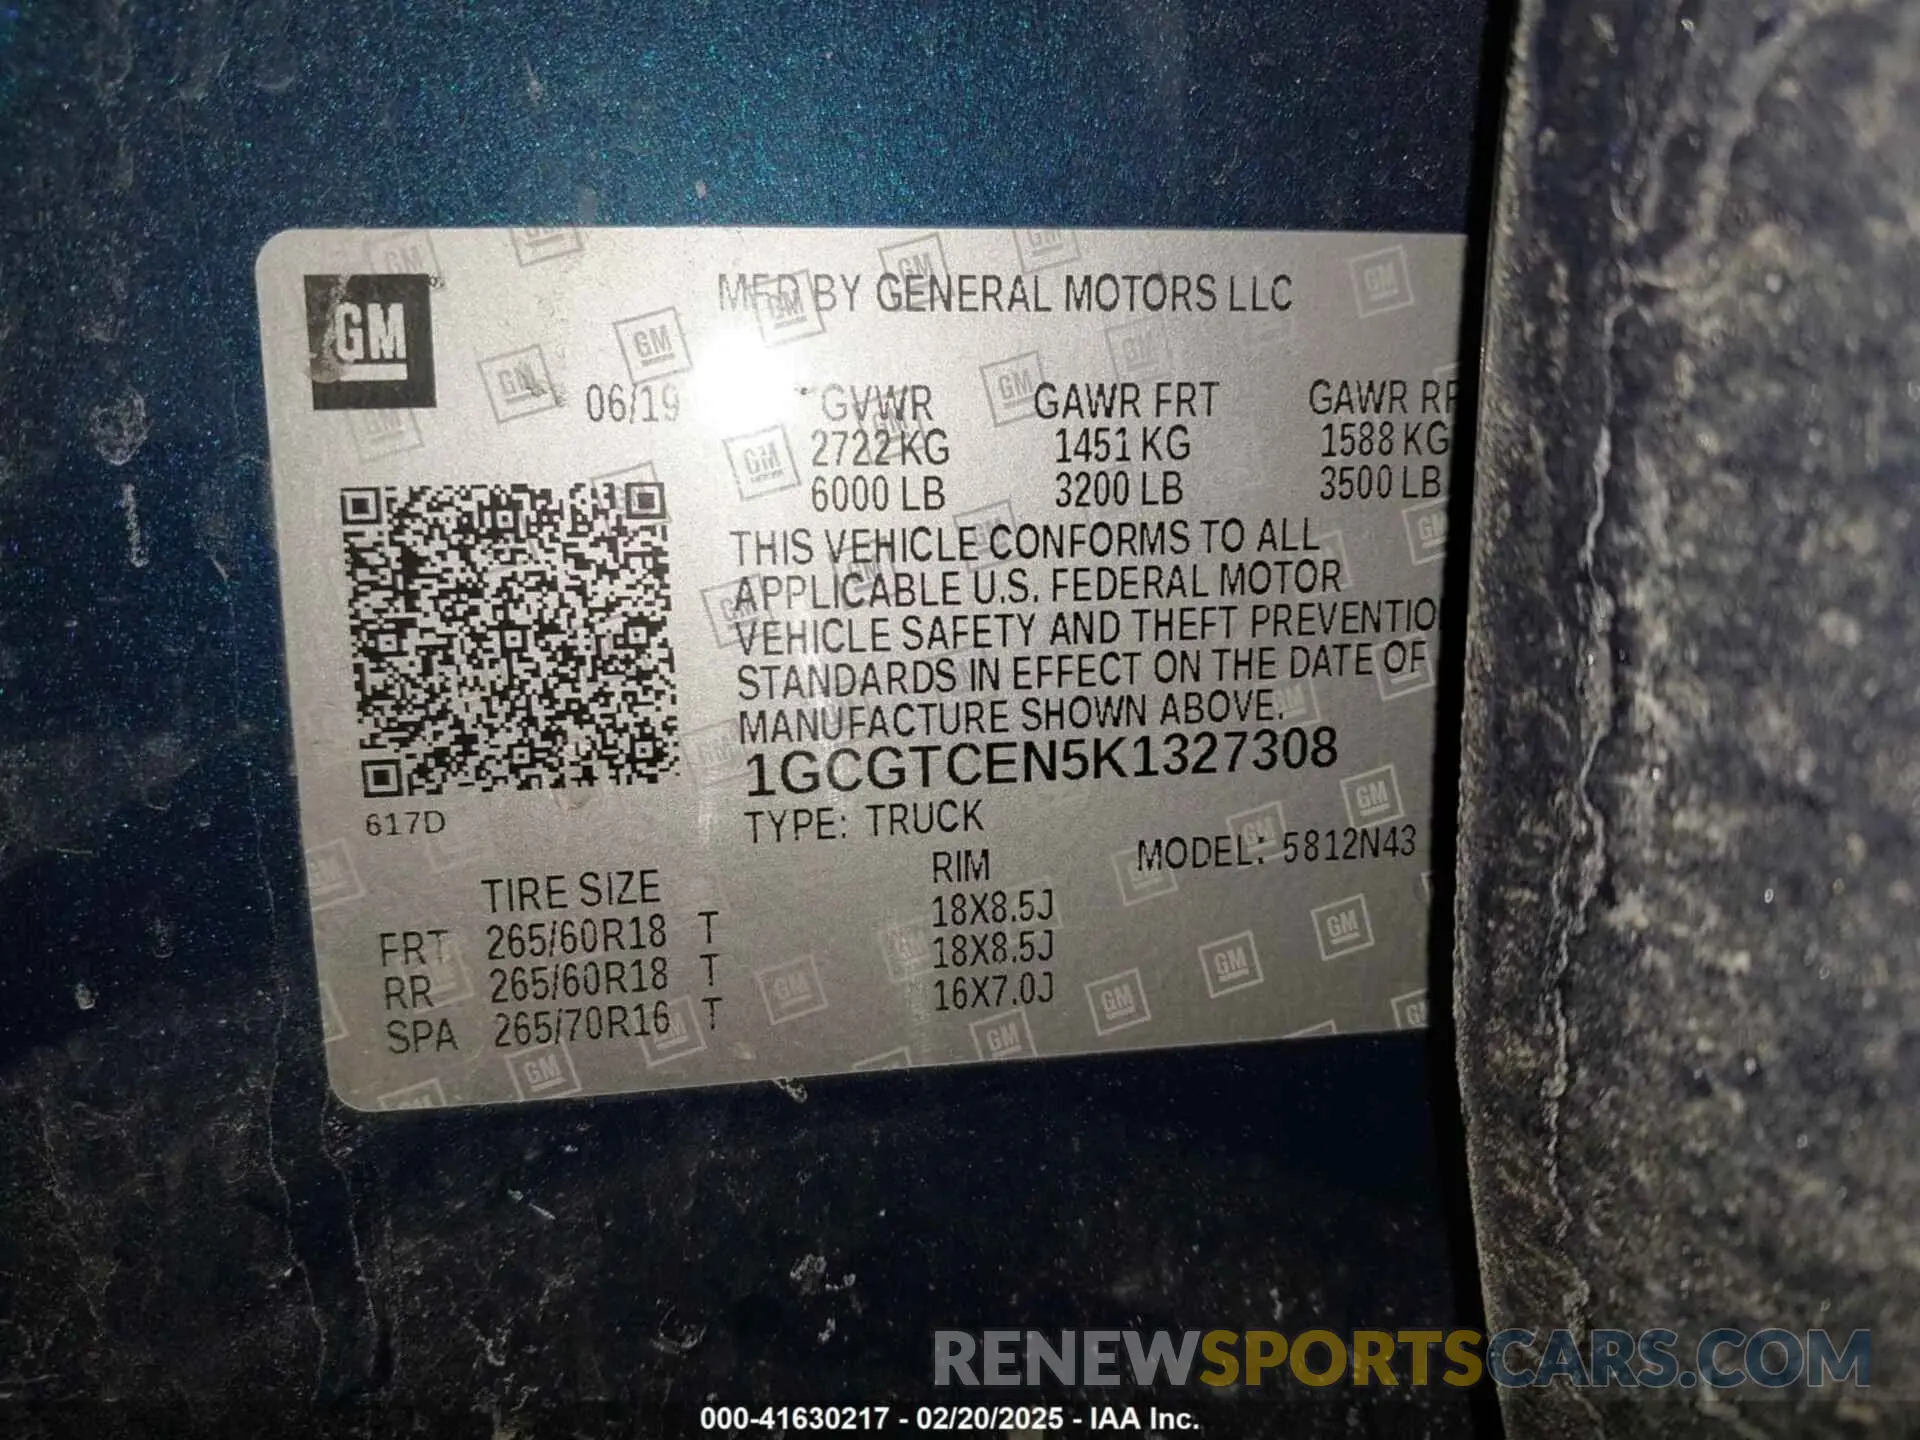 GM
MFD BY GENERAL MOTORS LLC
06/19
GVWR GAWR FRT GAWR
2722 KG 1451 KG 1588 KG
6000 LB 3200 LB 3500 LB
THIS VEHICLE CONFORMS TO ALL
APPLICABLE U.S. FEDERAL MOTOR
VEHICLE SAFETY AND THEFT PREVENTIO
STANDARDS IN EFFECT ON THE DATE OF
MANUFACTURE SHOWN ABOVE.
1GCGTCEN5K1327308
617D
TYPE: TRUCK
MODEL: 5812N43
TIRE SIZE RIM
FRT 265/60R18 T 18X8.5J
RR 265/60R18 T 18X8.5J
SPA 265/70R16 T 16X7.0J
RENEWSPORTSCARS.COM
000-41630217 - 02/20/2025 - IAA Inc.